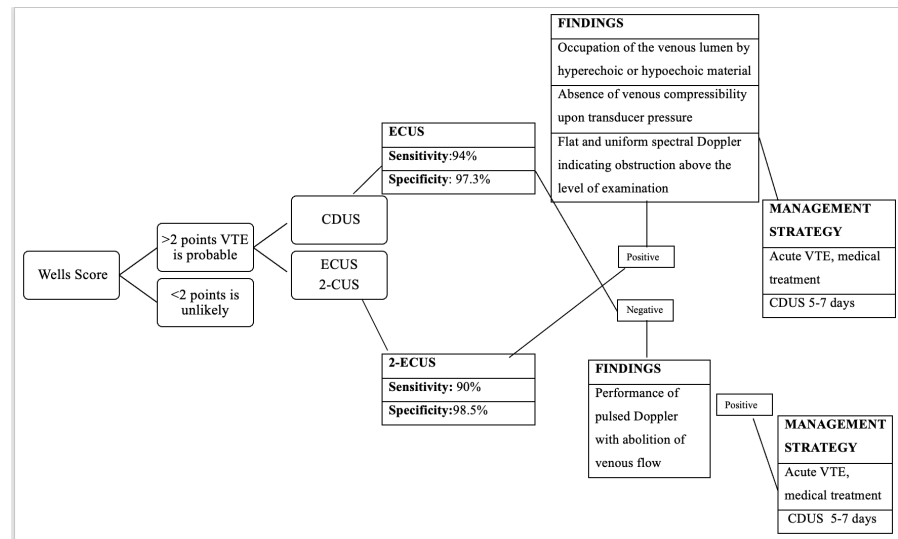 Wells Score
>2 points VTE
is probable
<2 points is
unlikely
CDUS
ECUS
2-CUS
ECUS
Sensitivity:94%
Specificity: 97.3%
2-ECUS
Sensitivity: 90%
Specificity:98.5%
FINDINGS
Occupation of the venous lumen by
hyperechoic or hypoechoic material
Absence of venous compressibility
upon transducer pressure
Flat and uniform spectral Doppler
indicating obstruction above the
level of examination
Positive
Negative
MANAGEMENT
STRATEGY
Acute VTE, medical
treatment
CDUS 5-7 days
FINDINGS
Performance of
pulsed Doppler
with abolition of
venous flow
Positive
MANAGEMENT
STRATEGY
Acute VTE,
medical treatment
CDUS 5-7 days